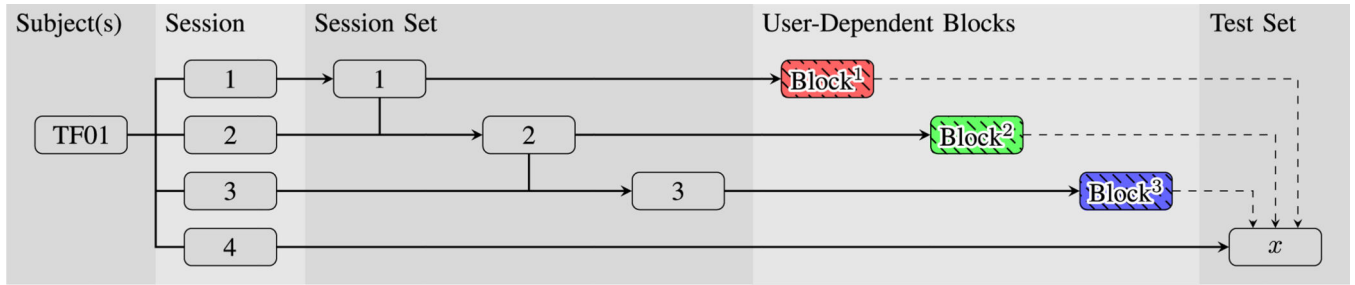 Subject(s) Session Session Set User-Dependent Blocks Test Set
1 1 Block¹
TF01 2 2 Block²
3 3 Block³
4 x